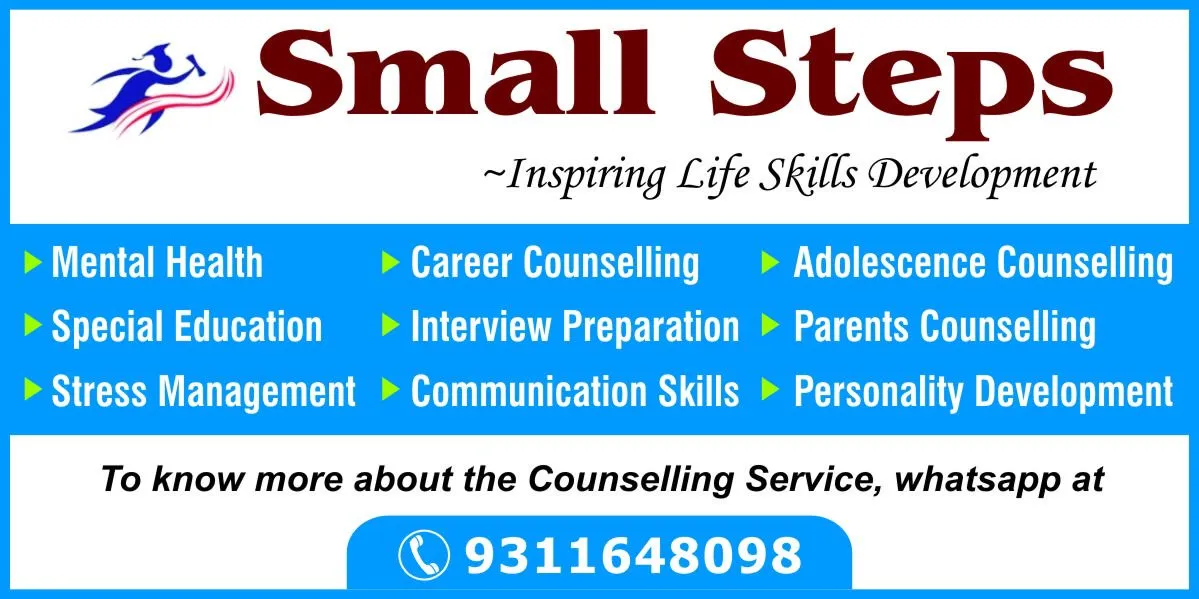 Small Steps
~Inspiring Life Skills Development
Mental Health
Career Counselling
Adolescence Counselling
Special Education
Interview Preparation
Parents Counselling
Stress Management
Communication Skills
Personality Development
To know more about the Counselling Service, whatsapp at
9311648098